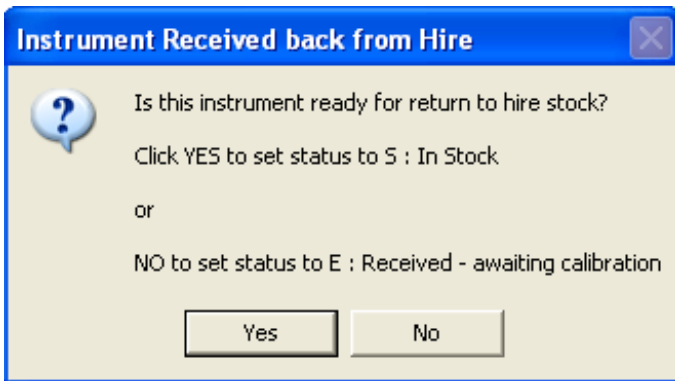 Instrument Received back from Hire
Is this instrument ready for return to hire stock?
Click YES to set status to S : In Stock
or
NO to set status to E : Received - awaiting calibration
Yes
No